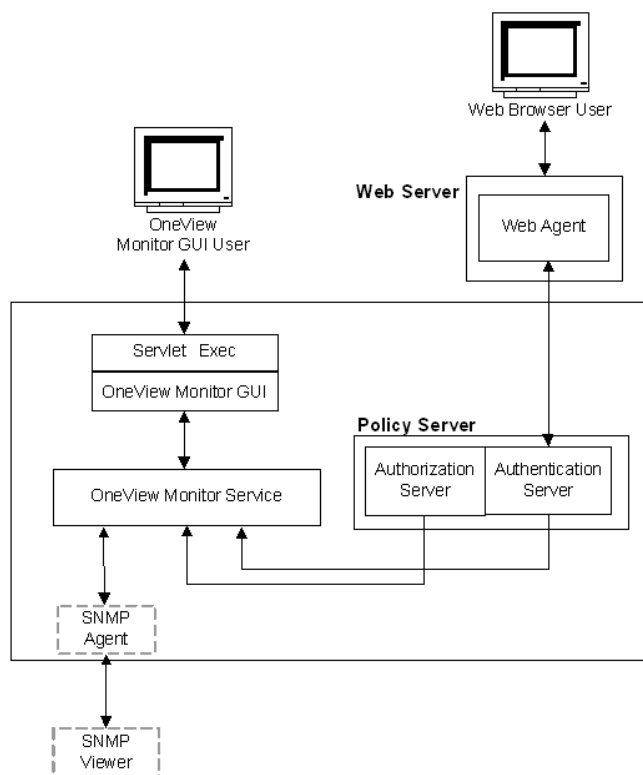 Web Browser User
Web Server
Web Agent
OneView
Monitor GUI User
Servlet Exec
OneView Monitor GUI
Policy Server
Authorization
Server
Authentication
Server
OneView Monitor Service
SNMP
Agent
SNMP
Viewer